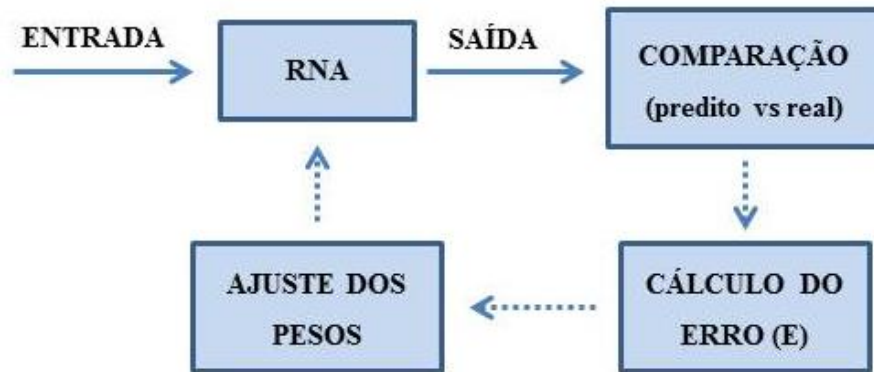 ENTRADA
RNA
SAÍDA
COMPARAÇÃO
(predito vs real)
AJUSTE DOS
PESOS
CÁLCULO DO
ERRO (E)